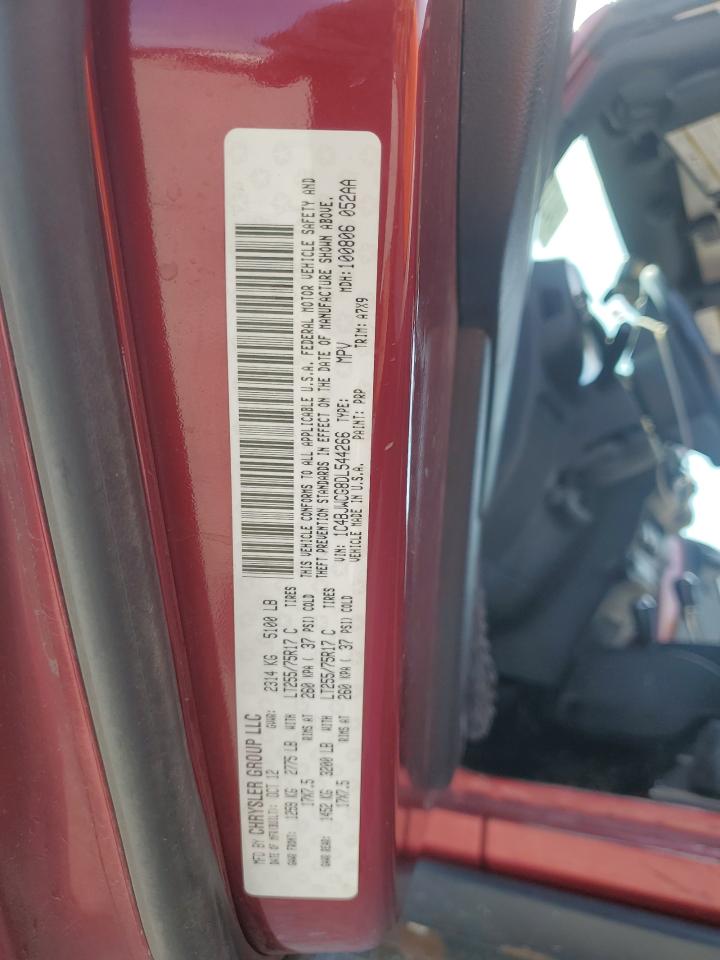 MFD BY CHRYSLER GROUP LLC
DATE OF MFR(BUILT): OCT 12 GVWR: 2314 KG 5100 LB
GAWR FRONT: 1259 KG 2775 LB WITH LT255/75R17 C TIRES
17X7.5 RIMS AT 260 KPA ( 37 PSI) COLD
GAWR REAR: 1452 KG 3200 LB WITH LT255/75R17 C TIRES
17X7.5 RIMS AT 260 KPA ( 37 PSI) COLD
THIS VEHICLE CONFORMS TO ALL APPLICABLE U.S.A. FEDERAL MOTOR VEHICLE SAFETY AND
THEFT PREVENTION STANDARDS IN EFFECT ON THE DATE OF MANUFACTURE SHOWN ABOVE.
VIN: 1C4BJWCG8DL544266 TYPE: MPV MDH: 100806 052AA
VEHICLE MADE IN U.S.A. PAINT: PRP TRIM: A7X9